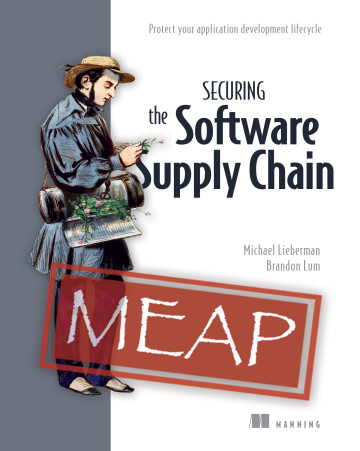 Protect your application development lifecycle
SECURING
the Software
Supply Chain
Michael Lieberman
Brandon Lum
MEAP
MANNING